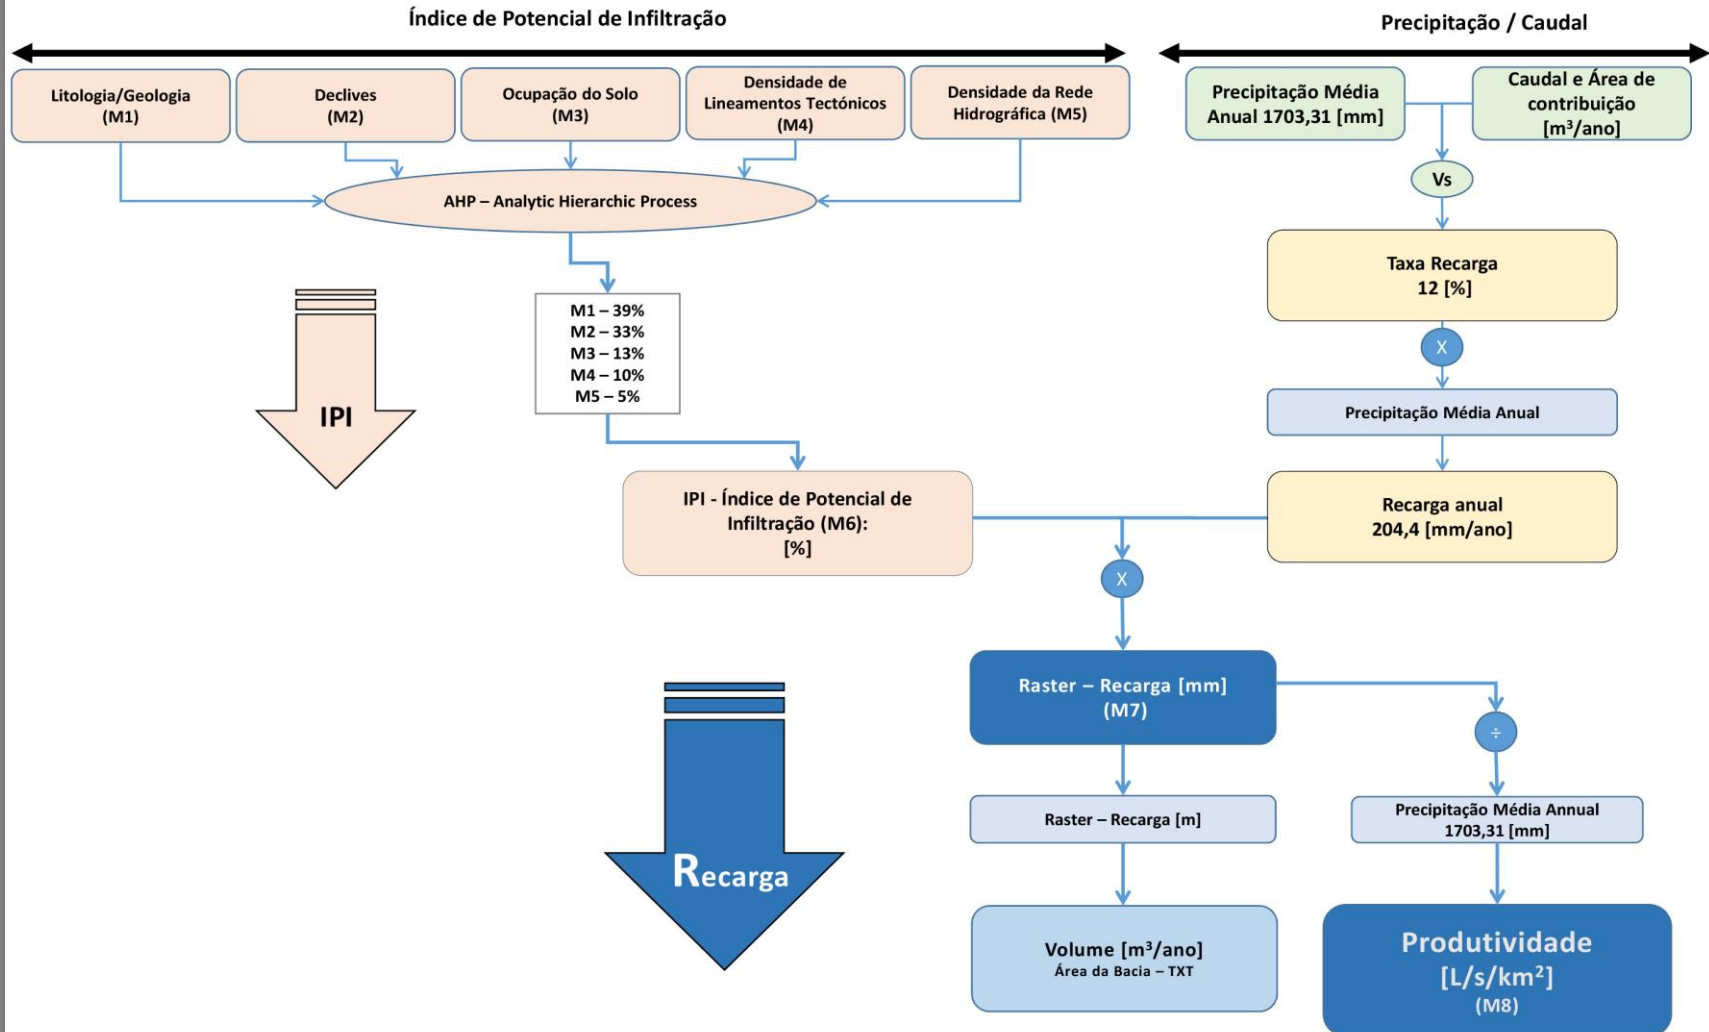 Índice de Potencial de Infiltração
Precipitação / Caudal
Litologia/Geologia
(M1)
Declives
(M2)
Ocupação do Solo
(M3)
Densidade de
Lineamentos Tectónicos
(M4)
Densidade da Rede
Hidrográfica (M5)
Precipitação Média
Anual 1703,31 [mm]
Caudal e Área de
contribuição
[m³/ano]
AHP – Analytic Hierarchic Process
Vs
Taxa Recarga
12 [%]
M1 – 39%
M2 – 33%
M3 – 13%
M4 – 10%
M5 – 5%
X
IPI
Precipitação Média Anual
IPI - Índice de Potencial de
Infiltração (M6):
[%]
Recarga anual
204,4 [mm/ano]
X
Raster – Recarga [mm]
(M7)
÷
Raster – Recarga [m]
Precipitação Média Annual
1703,31 [mm]
Recarga
Volume [m³/ano]
Área da Bacia – TXT
Produtividade
[L/s/km²]
(M8)